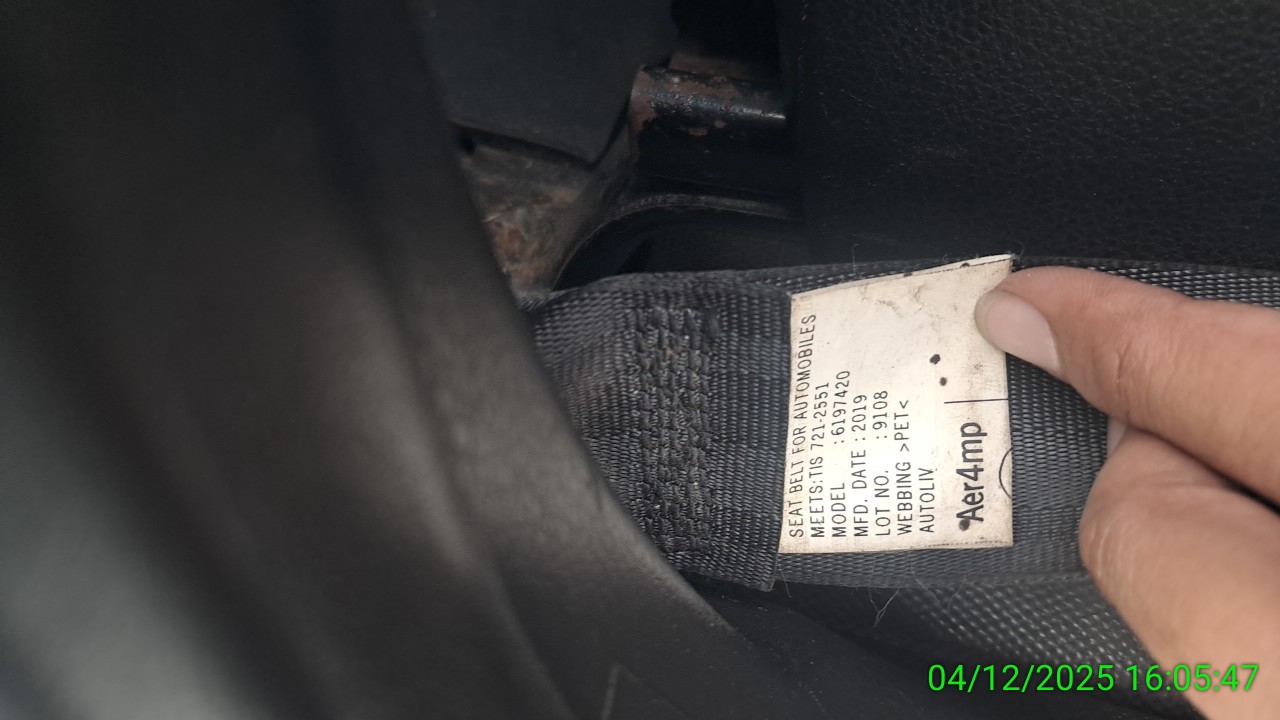 SEAT BELT FOR AUTOMOBILES
MEETS:TIS 721-2551
MODEL : 6197420
MFD. DATE : 2019
LOT NO. : 9108
WEBBING >PET<
AUTOLIV
Aer4mp
04/12/2025 16:05:47